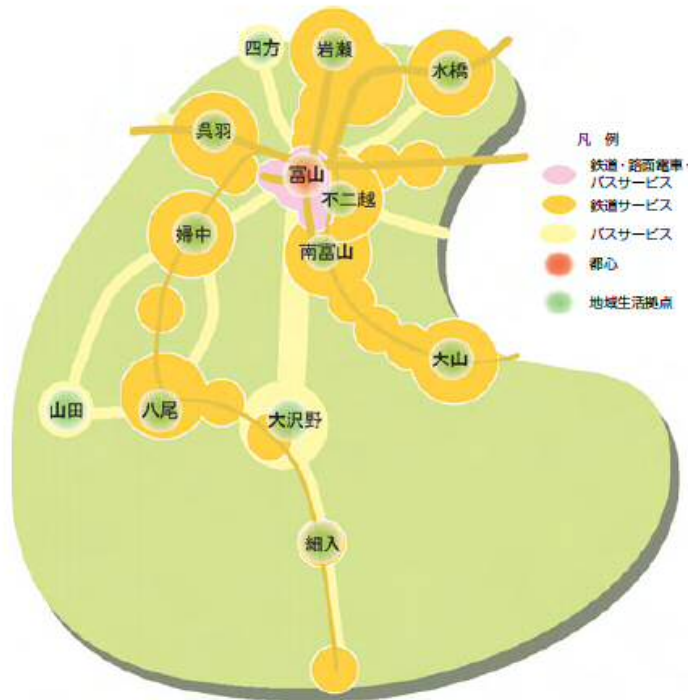 四方
岩瀬
水橋
呉羽
富山
不二越
婦中
南富山
大山
山田
八尾
大沢野
細入
凡 例
鉄道・路面電車・
バスサービス
鉄道サービス
バスサービス
都心
地域生活拠点